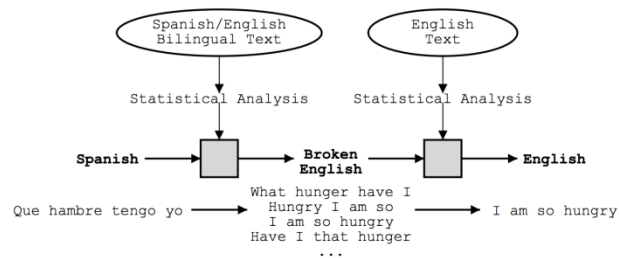 Spanish/English
Bilingual Text
English
Text
Statistical Analysis
Statistical Analysis
Spanish
Broken
English
English
Que hambre tengo yo
What hunger have I
Hungry I am so
I am so hungry
Have I that hunger
...
I am so hungry